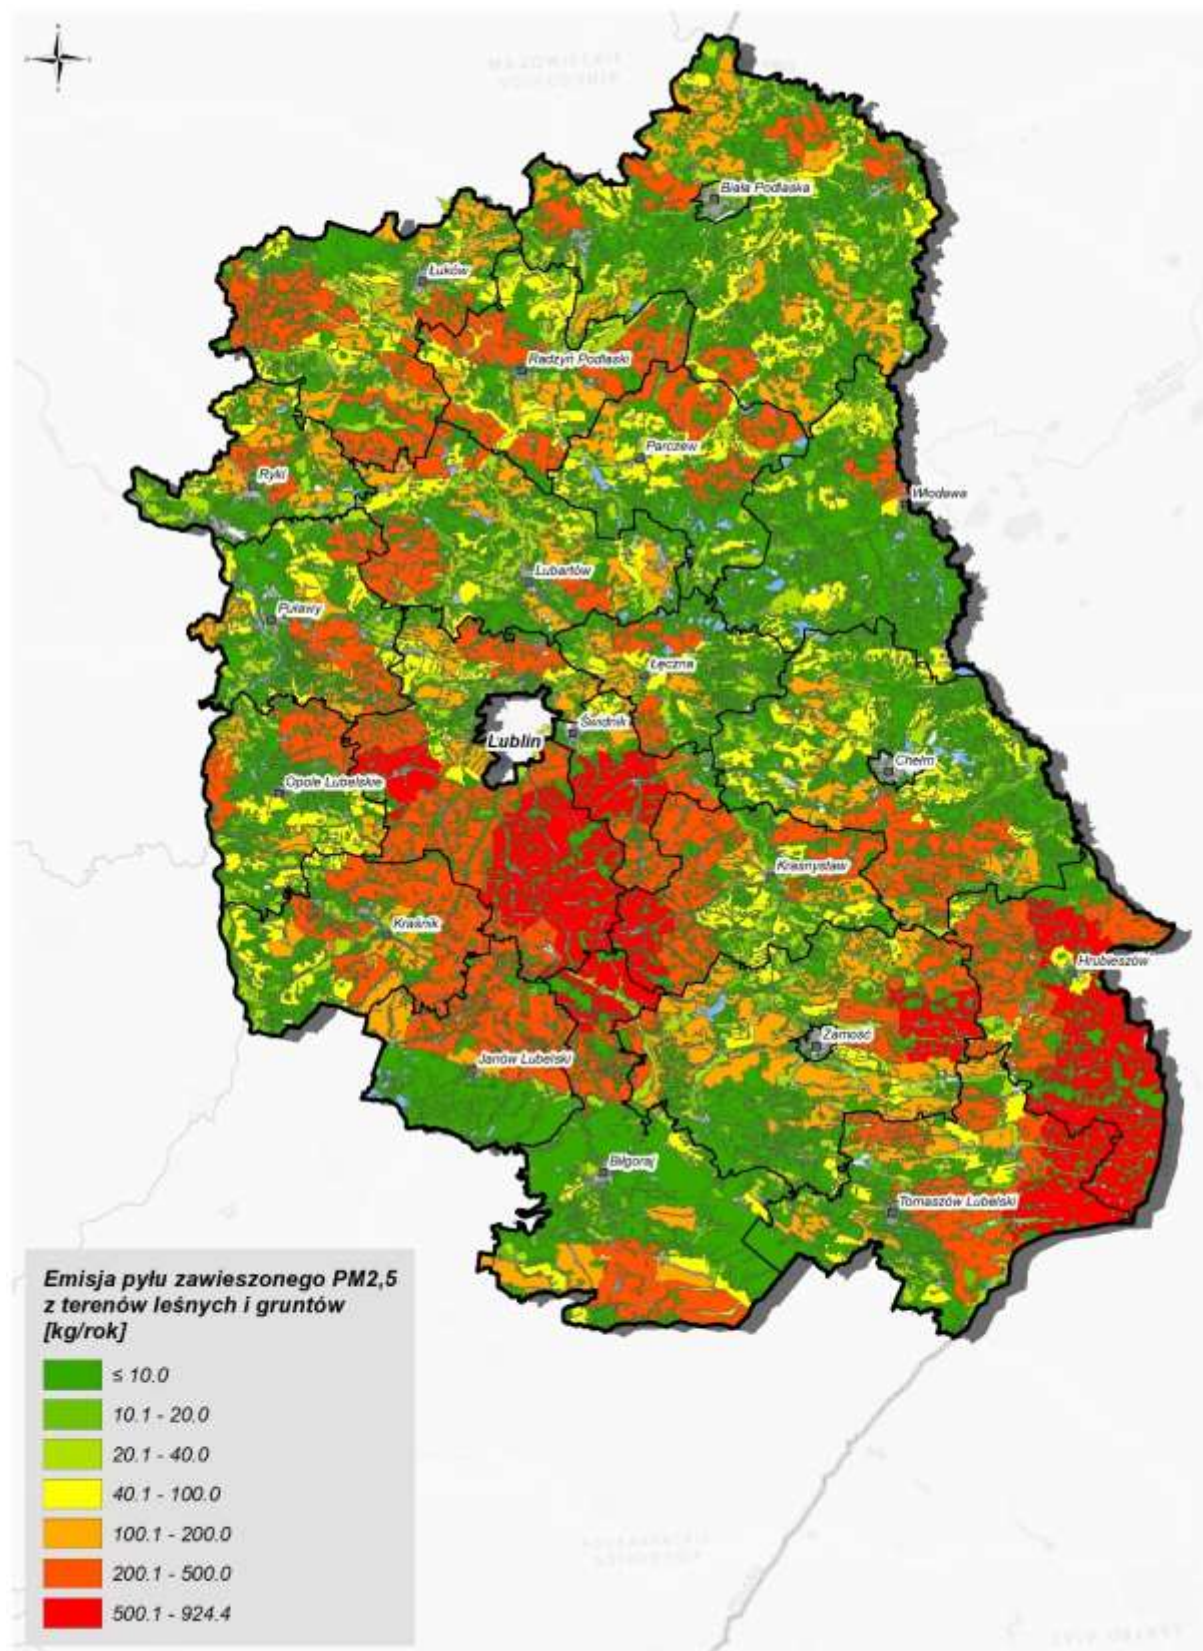 Biała Podlaska
Łuków
Radzyń Podlaski
Parczew
Ryki
Włodawa
Lubartów
Puławy
Łęczna
Świdnik
Lublin
Chełm
Opole Lubelskie
Krasnystaw
Kraśnik
Hrubieszów
Zamość
Janów Lubelski
Biłgoraj
Tomaszów Lubelski
Emisja pyłu zawieszonego PM2,5
z terenów leśnych i gruntów
[kg/rok]
≤ 10.0
10.1 - 20.0
20.1 - 40.0
40.1 - 100.0
100.1 - 200.0
200.1 - 500.0
500.1 - 924.4